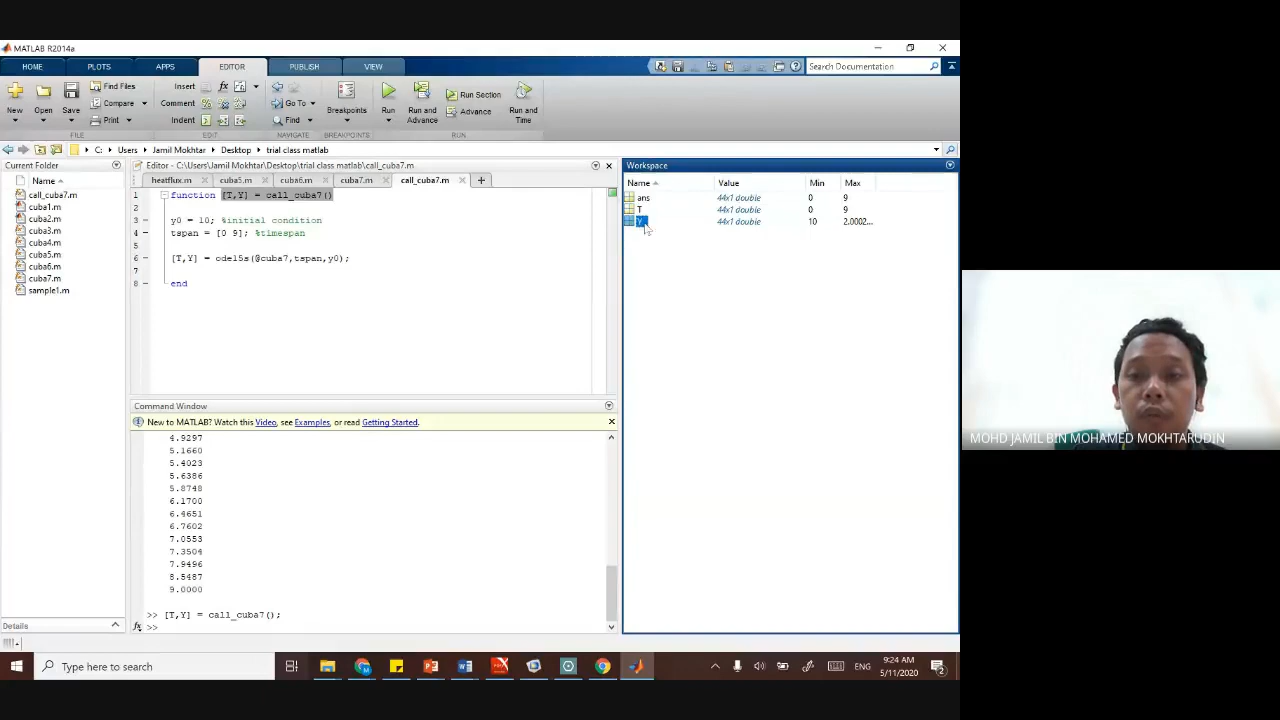 MATLAB R2014a
HOME PLOTS APPS EDITOR PUBLISH VIEW Search Documentation
Find Files Insert fx
Compare Comment Go To Run Section
Print Indent Find Advance
New Open Save Breakpoints Run Run and Advance Run and Time
FILE EDIT NAVIGATE BREAKPOINTS RUN
C: Users Jamil Mokhtar Desktop trial class matlab
Current Folder
Name
call_cuba7.m
cuba1.m
cuba2.m
cuba3.m
cuba4.m
cuba5.m
cuba6.m
cuba7.m
sample1.m
Details
Editor - C:\Users\Jamil Mokhtar\Desktop\trial class matlab\call_cuba7.m
heatflux.m cuba5.m cuba6.m cuba7.m call_cuba7.m
1 function [T,Y] = call_cuba7()
2
3 y0 = 10; %initial condition
4 tspan = [0 9]; %timespan
5
6 [T,Y] = ode15s(@cuba7,tspan,y0);
7
8 end
Command Window
New to MATLAB? Watch this Video, see Examples, or read Getting Started.
4.9297
5.1660
5.4023
5.6386
5.8748
6.1700
6.4651
6.7602
7.0553
7.3504
7.9496
8.5487
9.0000
>> [T,Y] = call_cuba7();
fx >>
Workspace
Name Value Min Max
ans 44x1 double 0 9
T 44x1 double 0 9
Y 44x1 double 10 2.0002...
MOHD JAMIL BIN MOHAMED MOKHTARUDIN
Type here to search
ENG
9:24 AM
5/11/2020
2